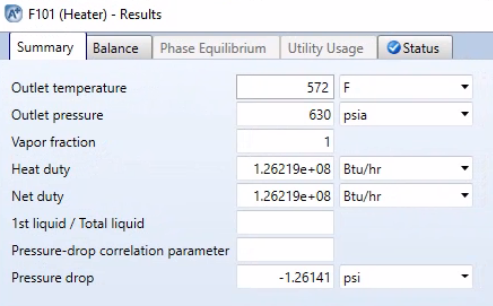 F101 (Heater) - Results
Summary Balance Phase Equilibrium Utility Usage Status
Outlet temperature 572 F
Outlet pressure 630 psia
Vapor fraction 1
Heat duty 1.26219e+08 Btu/hr
Net duty 1.26219e+08 Btu/hr
1st liquid / Total liquid
Pressure-drop correlation parameter
Pressure drop -1.26141 psi